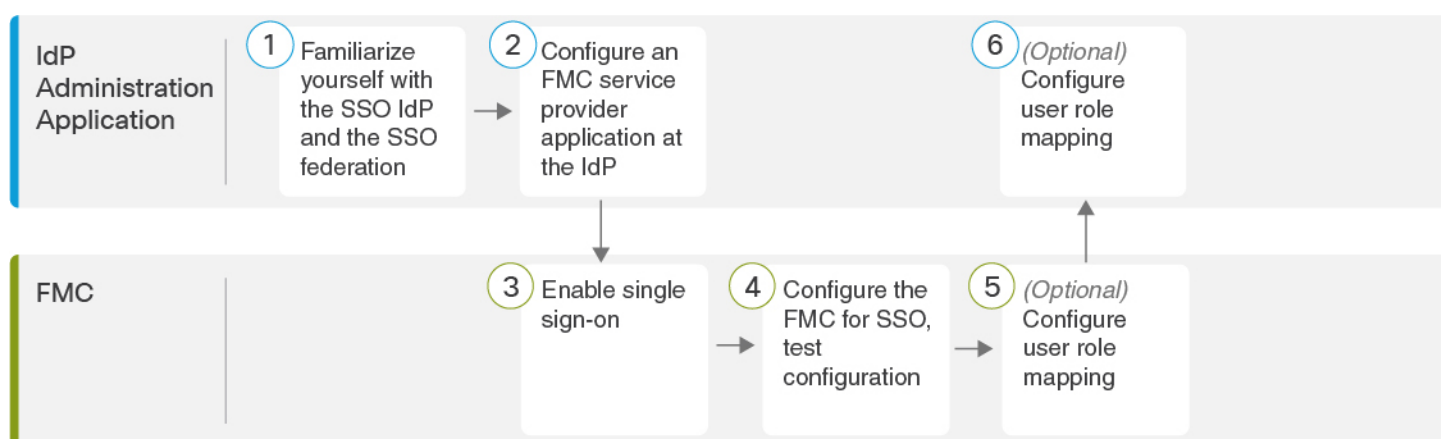 IdP
Administration
Application
1
Familiarize
yourself with
the SSO IdP
and the SSO
federation
2
Configure an
FMC service
provider
application at
the IdP
6
(Optional)
Configure
user role
mapping
FMC
3
Enable single
sign-on
4
Configure the
FMC for SSO,
test
configuration
5
(Optional)
Configure
user role
mapping